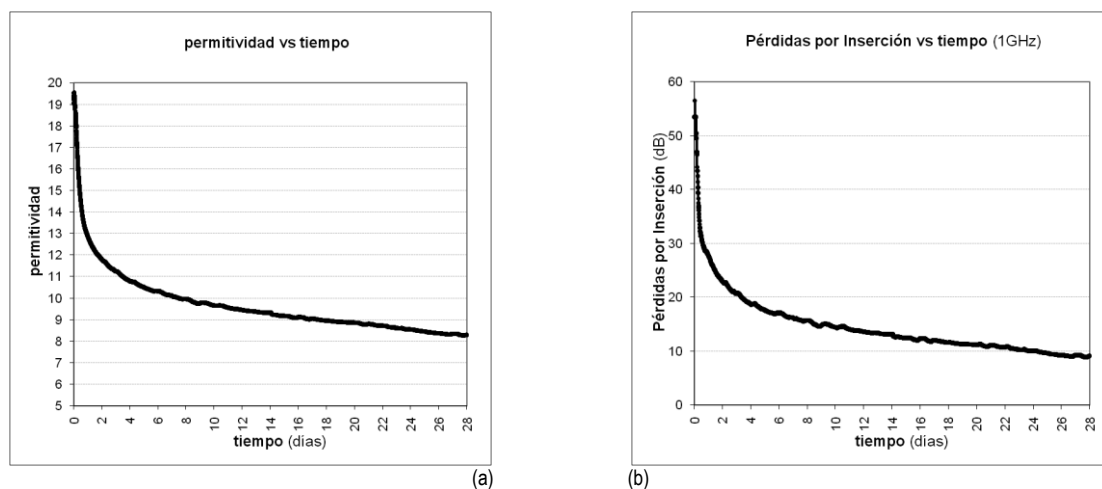 permitividad vs tiempo
permitividad
20
19
18
17
16
15
14
13
12
11
10
9
8
7
6
5
0 2 4 6 8 10 12 14 16 18 20 22 24 26 28
tiempo (dias)
(a)
Pérdidas por Inserción vs tiempo (1GHz)
Pérdidas por Inserción (dB)
60
50
40
30
20
10
0
0 2 4 6 8 10 12 14 16 18 20 22 24 26 28
tiempo (dias)
(b)